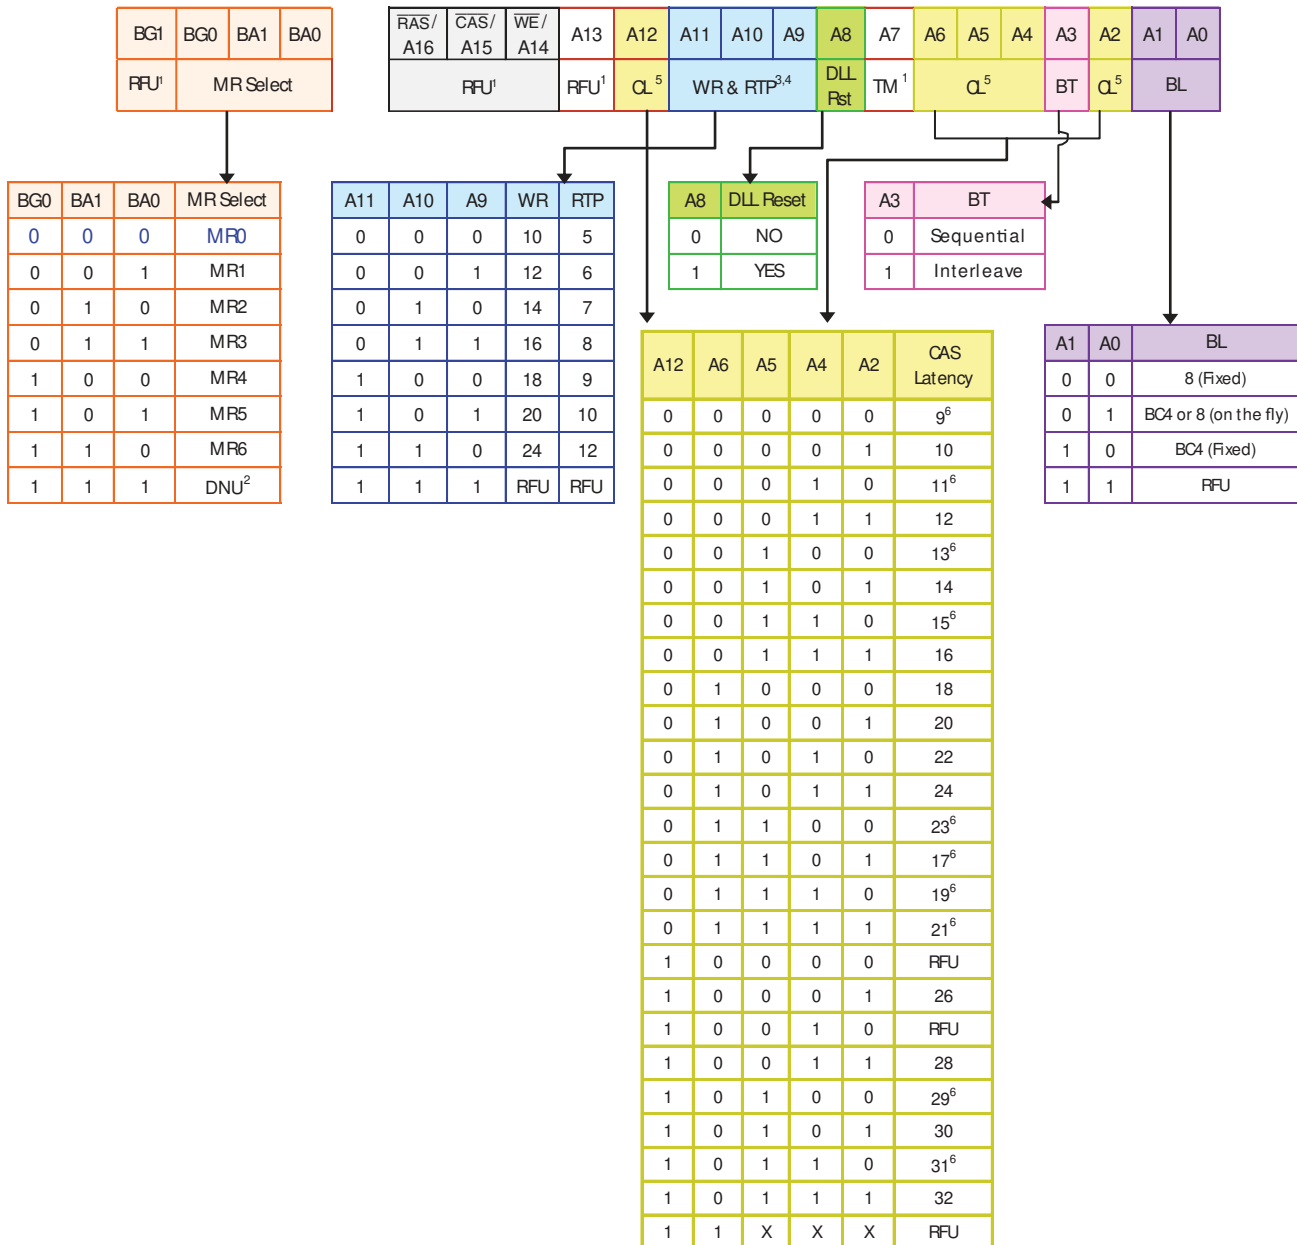 BG1 BG0 BA1 BA0
RFU¹ MR Select
RAS/ A16 CAS/ A15 WE/ A14 A13 A12 A11 A10 A9 A8 A7 A6 A5 A4 A3 A2 A1 A0
RFU¹ RFU¹ CL⁵ WR & RTP³,⁴ DLL Rst TM¹ CL⁵ BT CL⁵ BL
BG0 BA1 BA0 MR Select
0 0 0 MR0
0 0 1 MR1
0 1 0 MR2
0 1 1 MR3
1 0 0 MR4
1 0 1 MR5
1 1 0 MR6
1 1 1 DNU²
A11 A10 A9 WR RTP
0 0 0 10 5
0 0 1 12 6
0 1 0 14 7
0 1 1 16 8
1 0 0 18 9
1 0 1 20 10
1 1 0 24 12
1 1 1 RFU RFU
A8 DLL Reset
0 NO
1 YES
A3 BT
0 Sequential
1 Interleave
A12 A6 A5 A4 A2 CAS Latency
0 0 0 0 0 9⁶
0 0 0 0 1 10
0 0 0 1 0 11⁶
0 0 0 1 1 12
0 0 1 0 0 13⁶
0 0 1 0 1 14
0 0 1 1 0 15⁶
0 0 1 1 1 16
0 1 0 0 0 18
0 1 0 0 1 20
0 1 0 1 0 22
0 1 0 1 1 24
0 1 1 0 0 23⁶
0 1 1 0 1 17⁶
0 1 1 1 0 19⁶
0 1 1 1 1 21⁶
1 0 0 0 0 RFU
1 0 0 0 1 26
1 0 0 1 0 RFU
1 0 0 1 1 28
1 0 1 0 0 29⁶
1 0 1 0 1 30
1 0 1 1 0 31⁶
1 0 1 1 1 32
1 1 X X X RFU
A1 A0 BL
0 0 8 (Fixed)
0 1 BC4 or 8 (on the fly)
1 0 BC4 (Fixed)
1 1 RFU